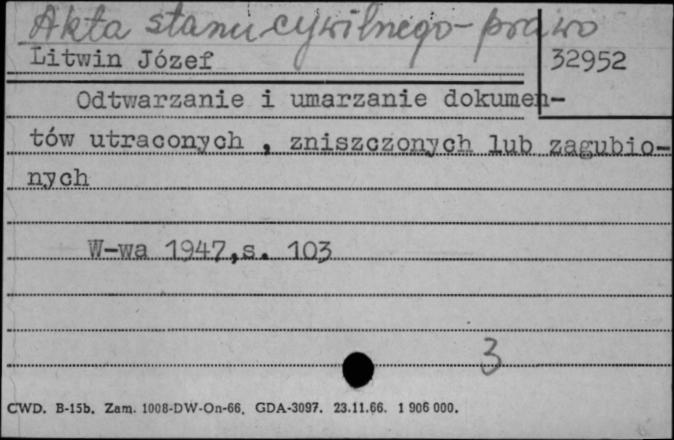 Akta stanu cywilnego - prawo
Litwin Józef
32952
Odtwarzanie i umarzanie dokumen-
tów utraconych , zniszczonych lub zagubio-
nych
W-wa 1947,s. 103
3
CWD. B-15b. Zam. 1008-DW-On-66. GDA-3097. 23.11.66. 1 906 000.